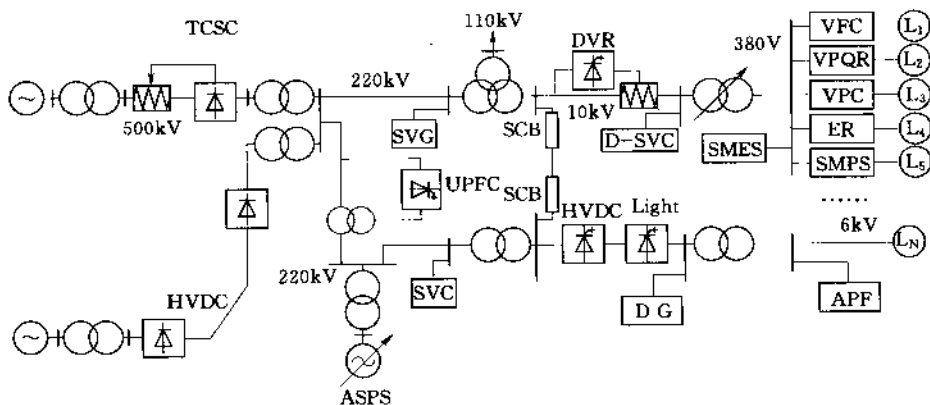 TCSC
110kV
DVR
380V
VFC
L1
VPQR
L2
VPC
L3
ER
L4
SMPS
L5
500kV
220kV
SVG
10kV
SCB
D-SVC
SMES
UPFC
SCB
HVDC
Light
......
6kV
LN
220kV
SVC
D G
APF
HVDC
ASPS